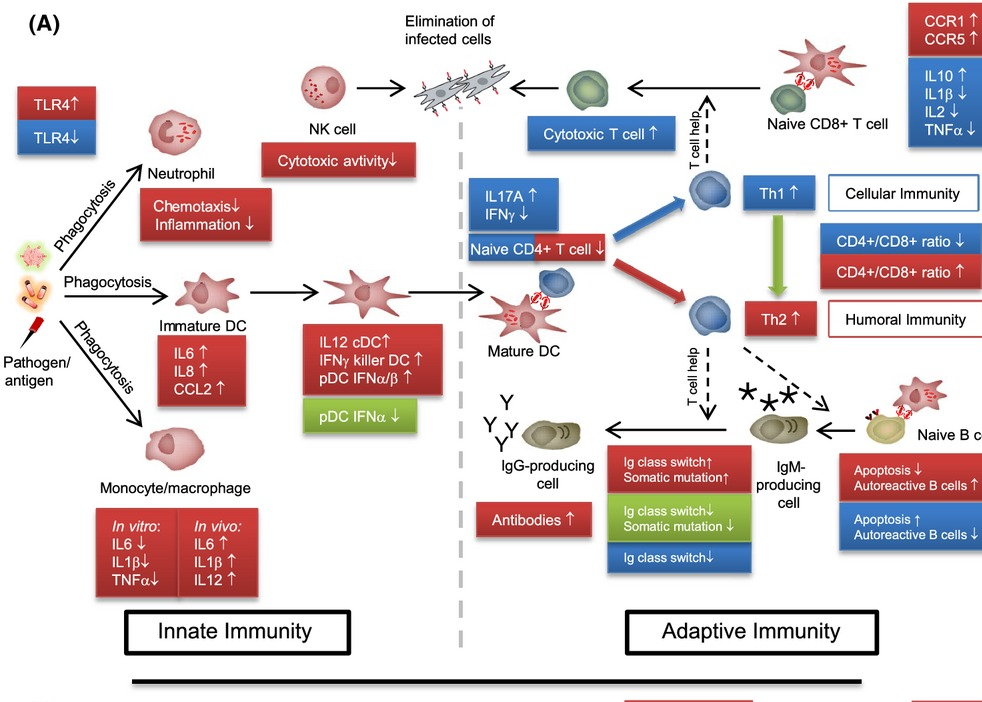 (A)
Elimination of
infected cells
CCR1 ↑
CCR5 ↑
IL10 ↑
IL1β ↓
IL2 ↓
TNFα ↓
TLR4↑
TLR4↓
Neutrophil
NK cell
Cytotoxic avtivity↓
Cytotoxic T cell ↑
Naive CD8+ T cell
T cell help
Phagocytosis
Chemotaxis↓
Inflammation ↓
IL17A ↑
IFNγ ↓
Naive CD4+ T cell ↓
Th1 ↑
Cellular Immunity
CD4+/CD8+ ratio ↓
CD4+/CD8+ ratio ↑
Phagocytosis
Immature DC
IL6 ↑
IL8 ↑
CCL2 ↑
IL12 cDC↑
IFNγ killer DC ↑
pDC IFNα/β ↑
pDC IFNα ↓
Mature DC
Th2 ↑
Humoral Immunity
Pathogen/
antigen
Phagocytosis
T cell help
Monocyte/macrophage
In vitro:
IL6 ↓
IL1β↓
TNFα↓
In vivo:
IL6 ↑
IL1β ↑
IL12 ↑
Y
Y
Y
Y
***
Naive B c
IgG-producing
cell
IgM-
producing
cell
Antibodies ↑
Ig class switch↑
Somatic mutation↑
Ig class switch↓
Somatic mutation ↓
Ig class switch↓
Apoptosis ↓
Autoreactive B cells ↑
Apoptosis ↑
Autoreactive B cells ↓
Innate Immunity
Adaptive Immunity